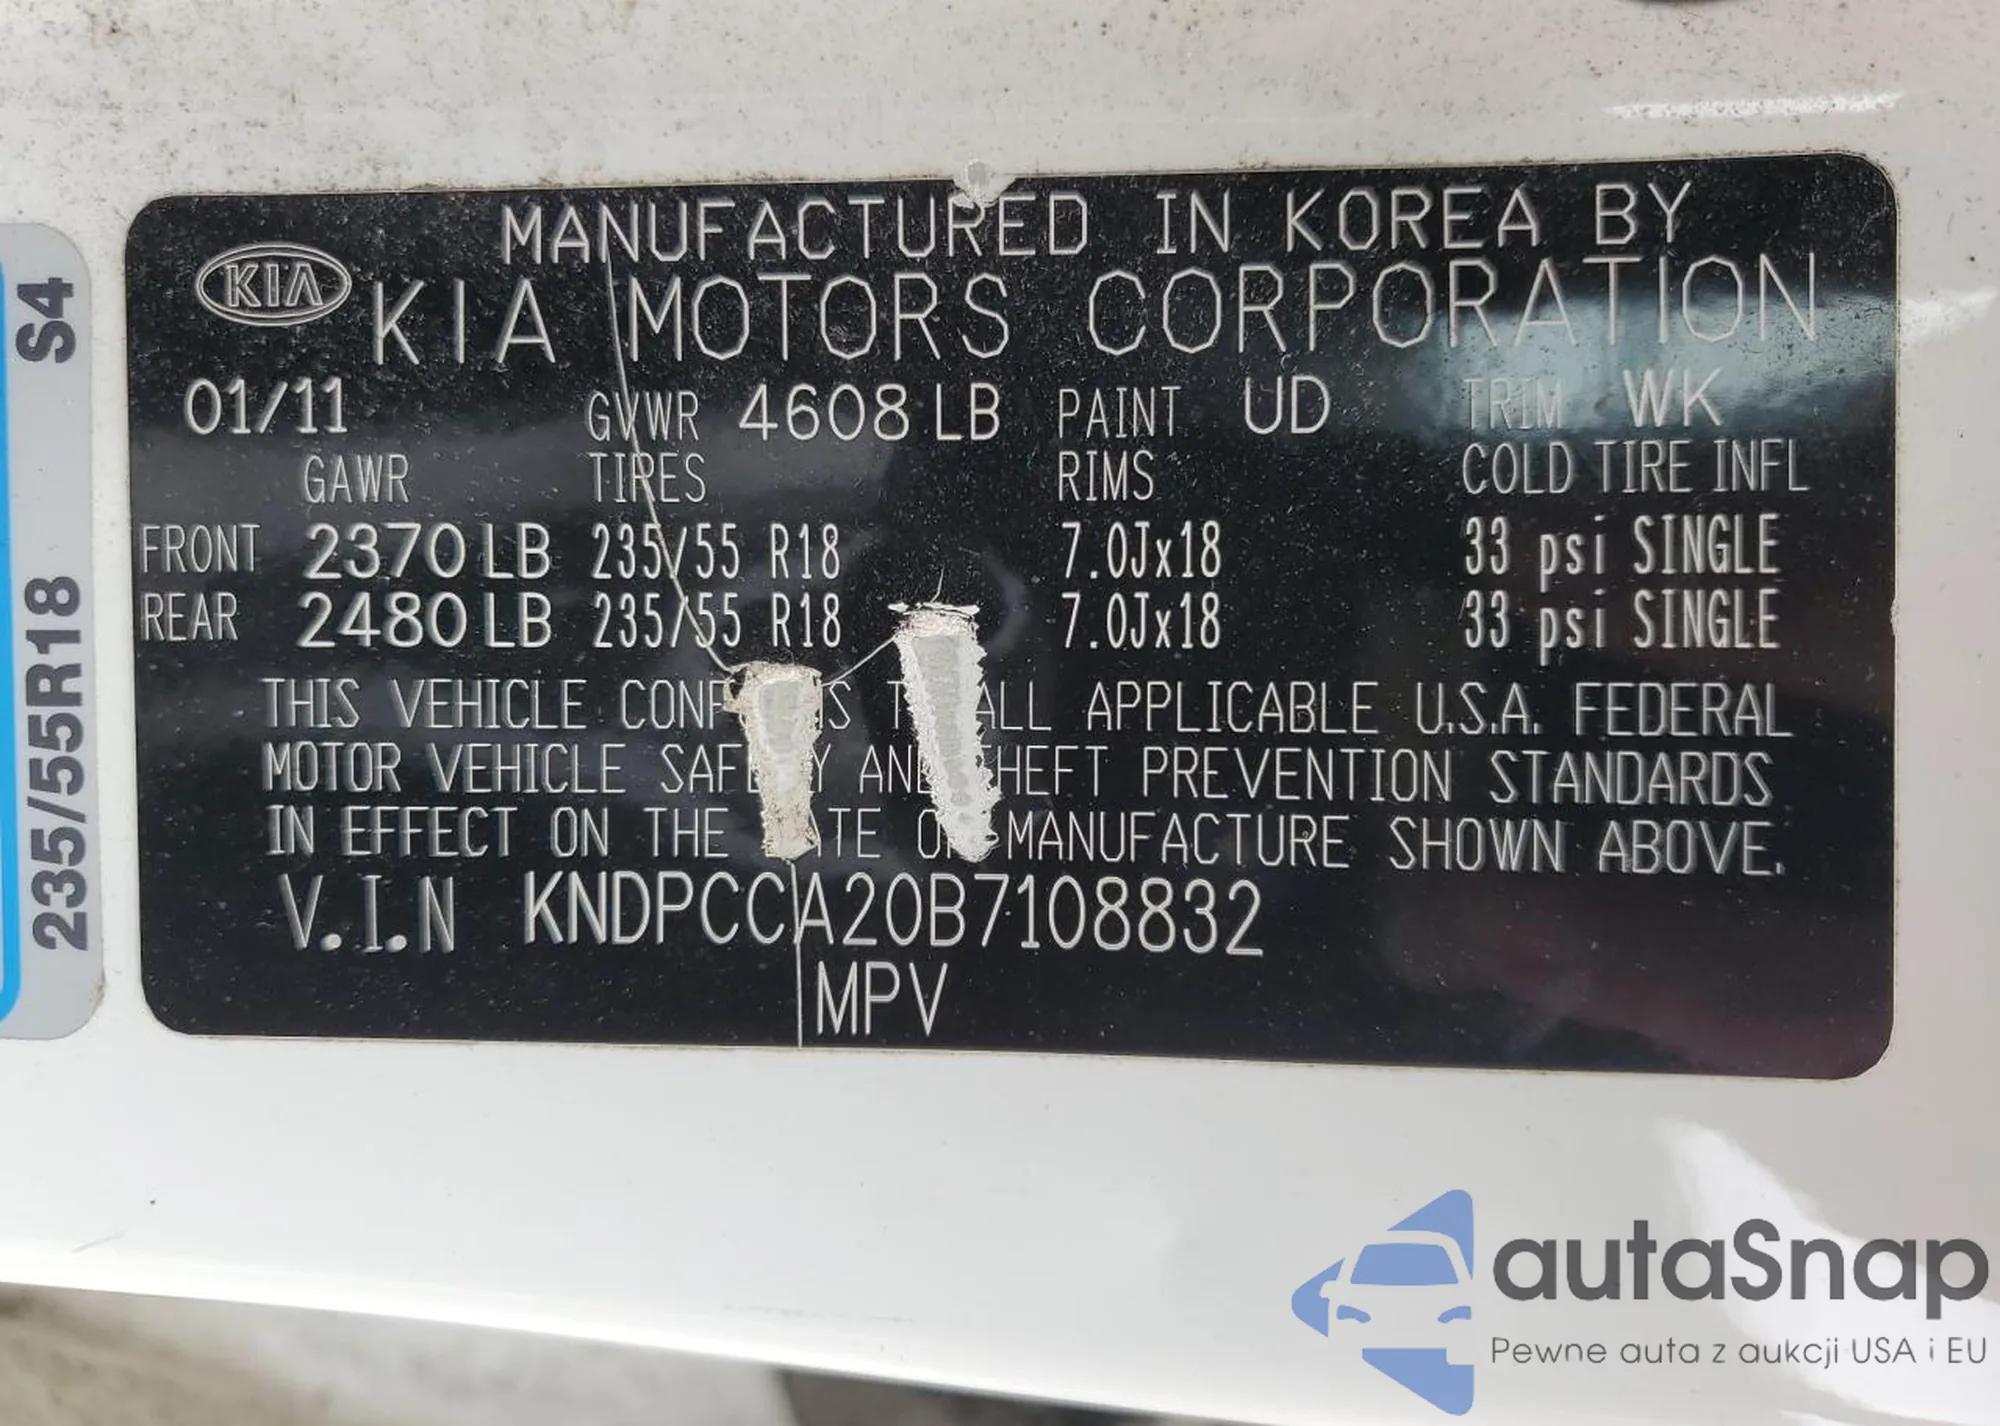 MANUFACTURED IN KOREA BY
KIA
KIA MOTORS CORPORATION
01/11 GVWR 4608 LB PAINT UD TRIM WK
GAWR TIRES RIMS COLD TIRE INFL
FRONT 2370 LB 235/55 R18 7.0Jx18 33 psi SINGLE
REAR 2480 LB 235/55 R18 7.0Jx18 33 psi SINGLE
THIS VEHICLE ALL APPLICABLE U.S.A. FEDERAL
MOTOR VEHICLE PREVENTION STANDARDS
IN EFFECT ON THE MANUFACTURE SHOWN ABOVE.
V.I.N KNDPCCA20B7108832
MPV
235/55R18 S4
autaSnap
Pewne auta z aukcji USA i EU